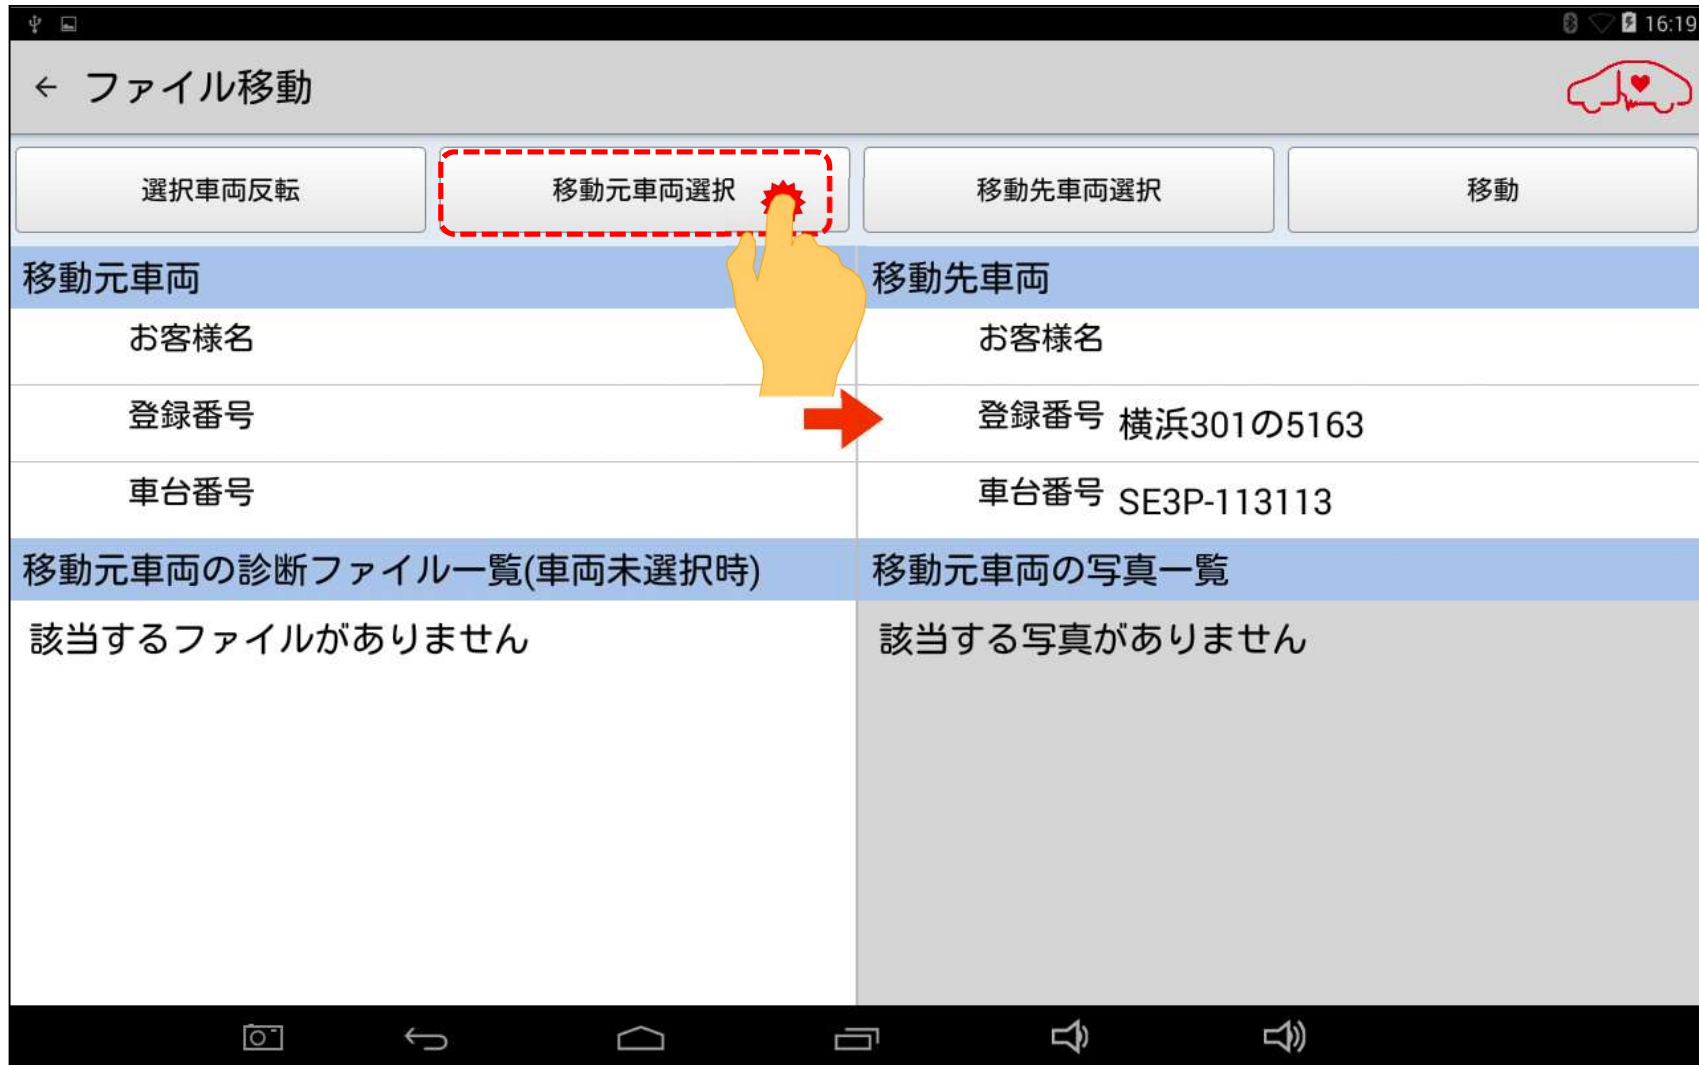 16:19
ファイル移動
選択車両反転 移動元車両選択 移動先車両選択 移動
移動元車両 移動先車両
お客様名 お客様名
登録番号 登録番号 横浜301の5163
車台番号 車台番号 SE3P-113113
移動元車両の診断ファイル一覧(車両未選択時) 移動元車両の写真一覧
該当するファイルがありません 該当する写真がありません